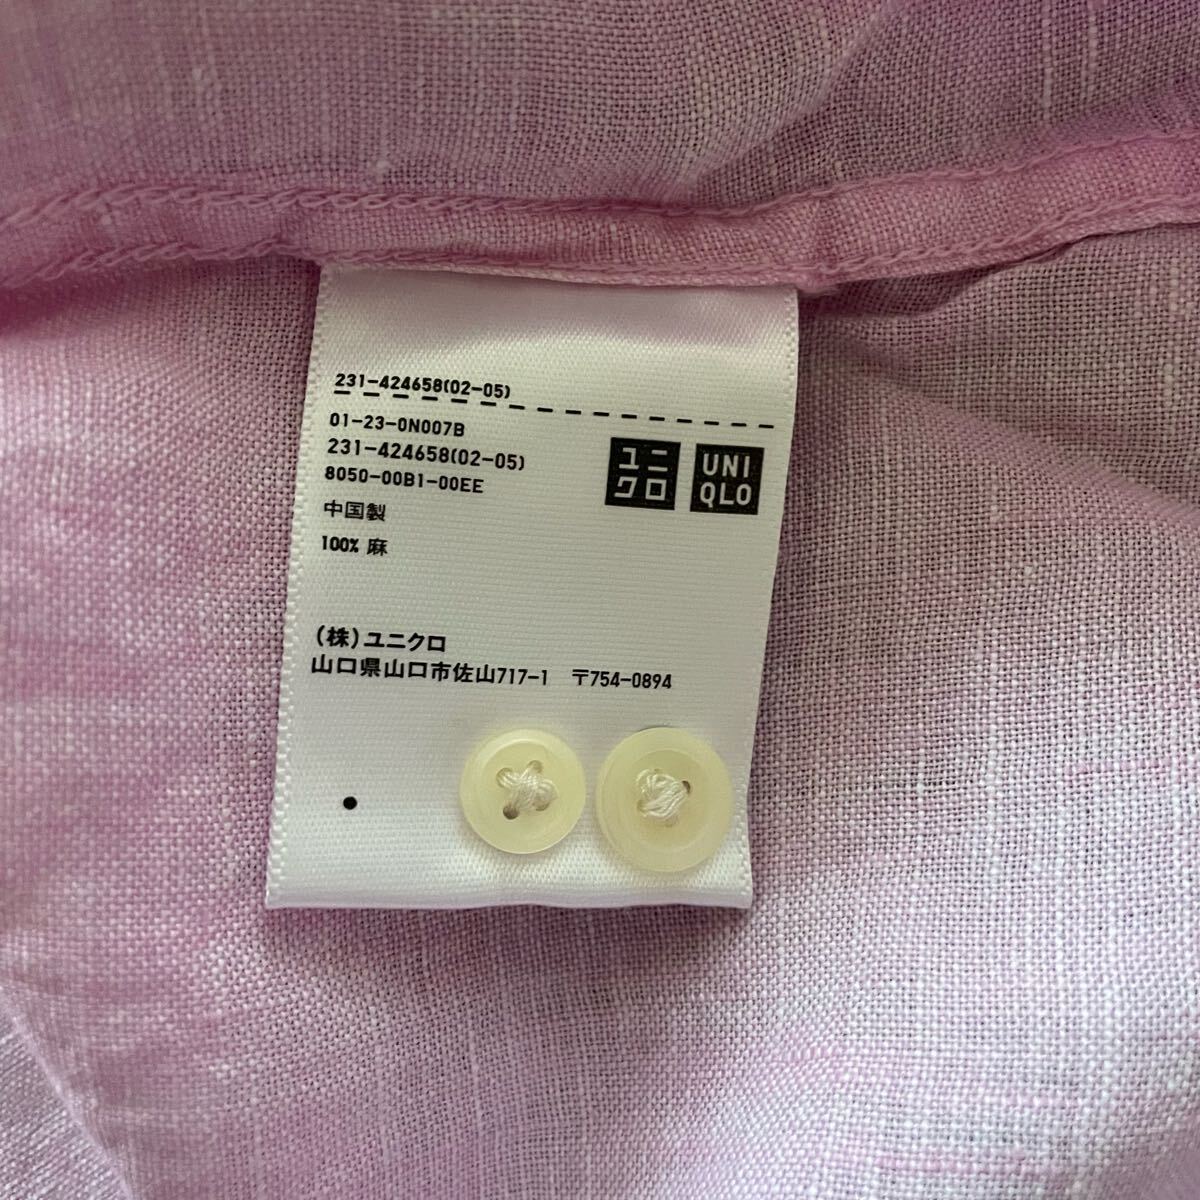 231-424658(02-05)
01-23-0N007B
231-424658(02-05)
8050-00B1-00EE
中国製
100% 麻
ユニ
クロ
UNI
QLO
(株)ユニクロ
山口県山口市佐山717-1 〒754-0894